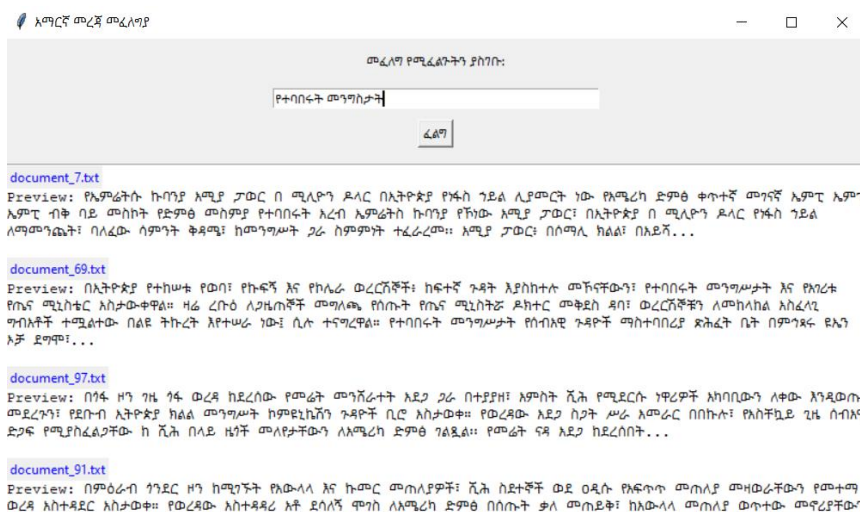 አማርኛ መረጃ መፈለግያ
መፈለግ የሚፈልጉትን ያስገቡ:
የተባበሩት መንግስታት
ፈልግ
document_7.txt
Preview: የኤምሬትሱ ኩባንያ አሚያ ፓወር በ ሚሊዮን ዶላር በኢትዮጵያ የነፋስ ኃይል ሊያመርት ነው የአሜሪካ ድምፅ ቀጥተኛ መገናኛ ኤምፒ ኤም
ኤምፒ ብቅ ባይ መስኮት የድምፅ መስምያ የተባበሩት አረብ ኤምሬትስ ኩባንያ የኾነው አሚያ ፓወር፣ በኢትዮጵያ በ ሚሊዮን ዶላር የነፋስ ኃይል
ለማመንጨት፣ ባለፈው ሳምንት ቅዳሜ፣ ከመንግሥት ጋራ ስምምነት ተፈራረመ፡፡ አሚያ ፓወር፥ በሶማሊ ክልል፣ በአይሻ...
document_69.txt
Preview: በኢትዮጵያ የተከሠቱ የወባ፣ የኩፍኝ እና የኮሌራ ወረርሽኞች፥ ከፍተኛ ጉዳት እያስከተሉ መኾናቸውን፣ የተባበሩት መንግሥታት እና የአገሪቱ
የጤና ሚኒስቴር አስታውቀዋል። ዛሬ ረቡዕ ለጋዜጠኞች መግለጫ የሰጡት የጤና ሚኒስትሯ ዶክተር መቅደስ ዳባ፣ ወረርሽኞቹን ለመከላከል አስፈላጊ
ግብአቶች ተሟልተው በልዩ ትኩረት እየተሠራ ነው፤ ሲሉ ተናግረዋል። የተባበሩት መንግሥታት የሰብአዊ ጉዳዮች ማስተባበሪያ ጽሕፈት ቤት በምኅጻሩ ዩኤን
ኦቻ ደግሞ፣...
document_97.txt
Preview: በጎፋ ዞን ገዜ ጎፋ ወረዳ ከደረሰው የመሬት መንሸራተት አደጋ ጋራ በተያያዘ፣ አምስት ሺሕ የሚደርሱ ነዋሪዎች አካባቢውን ለቀው እንዲወጡ
መደረጉን፣ የደቡብ ኢትዮጵያ ክልል መንግሥት ኮምዩኒኬሽን ጉዳዮች ቢሮ አስታወቀ። የወረዳው አደጋ ስጋት ሥራ አመራር በበኩሉ፣ የአስቸኳይ ጊዜ
ድጋፍ የሚያስፈልጋቸው ከ ሺሕ በላይ ዜጎች መለየታቸውን ለአሜሪካ ድምፅ ገልጿል። የመሬት ናዳ አደጋ ከደረሰበት...
document_91.txt
Preview: በምዕራብ ጎንደር ዞን ከሚገኙት የአውላላ እና ኩመር መጠለያዎች፣ ሺሕ ስደተኞች ወደ ዐዲሱ የአፍጥጥ መጠለያ መዛወራቸውን የመተማ
ወረዳ አስተዳደር አስታወቀ። የወረዳው አስተዳዳሪ አቶ ደሳለኝ ሞገስ ለአሜሪካ ድምፅ በሰጡት ቃለ መጠይቅ፣ ከአውላላ መጠለያ ወጥተው መኖሪያቸውን